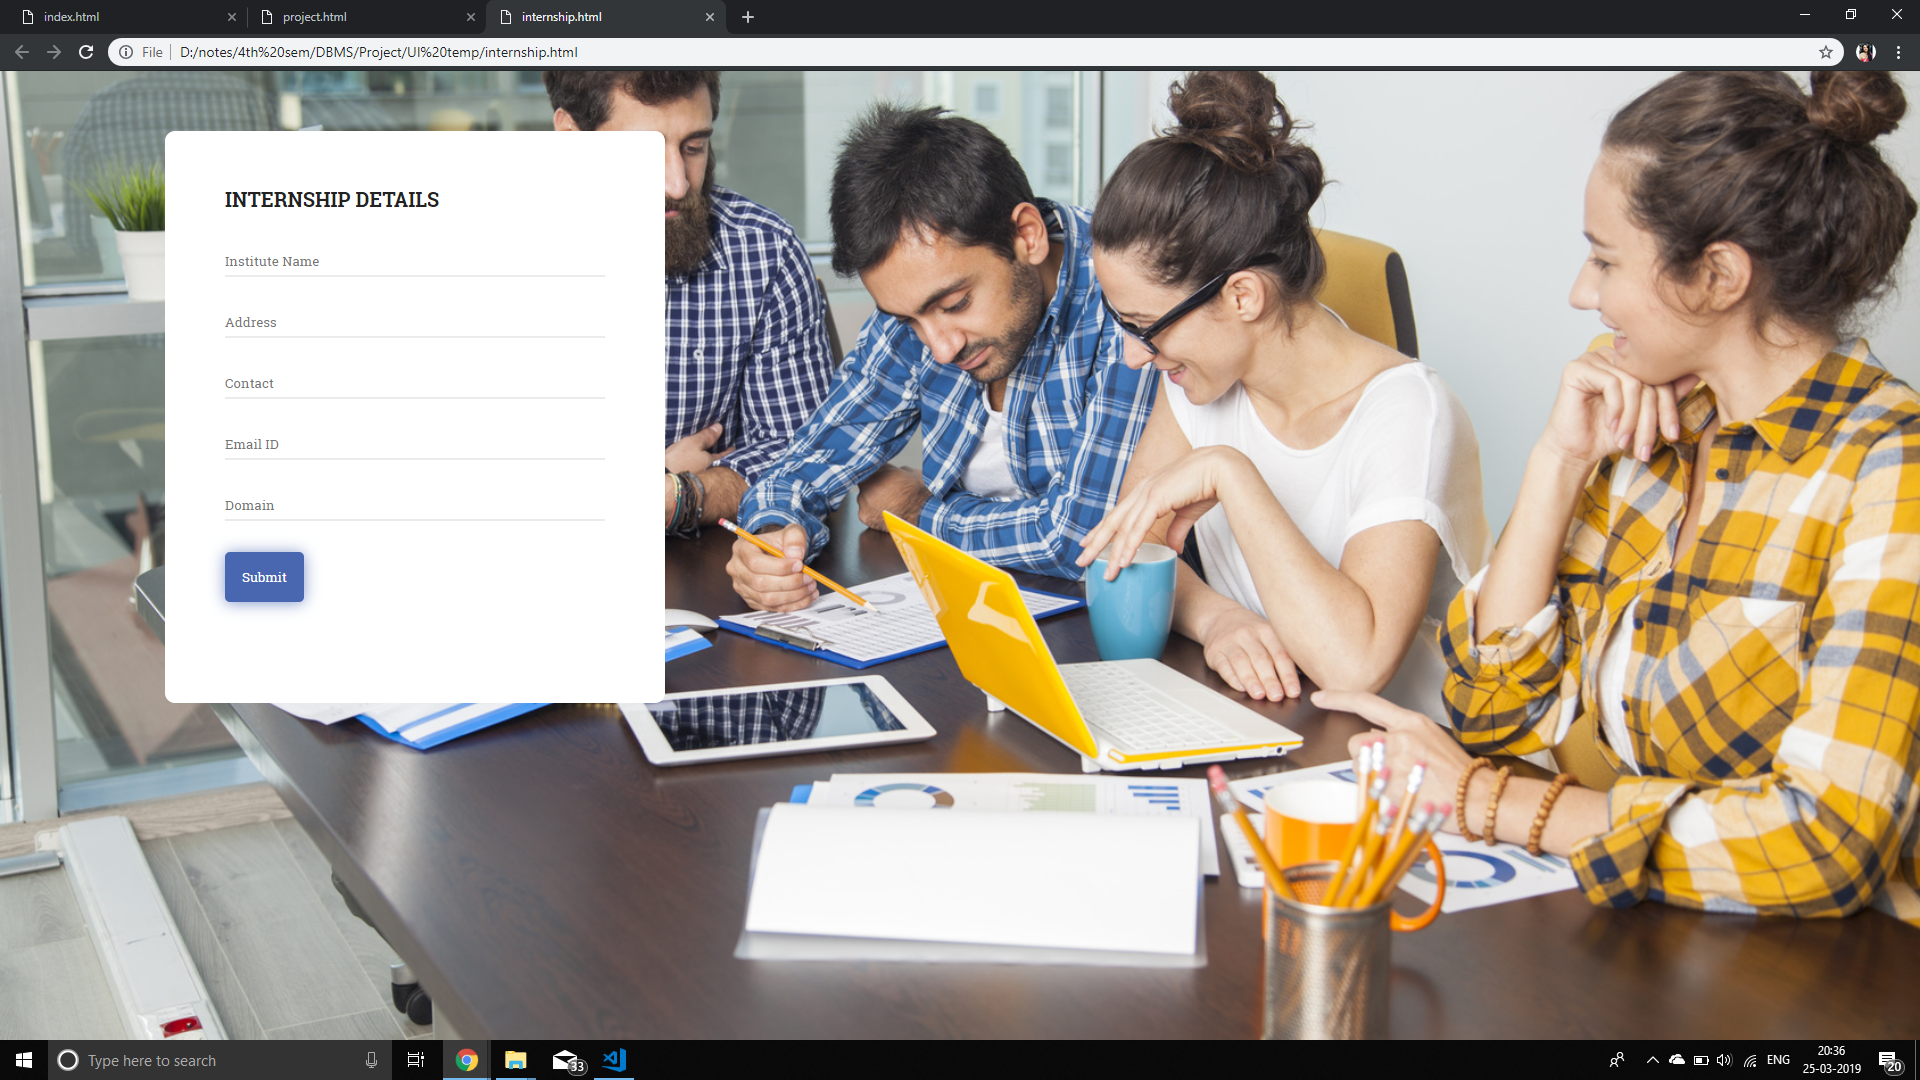 index.html
project.html
internship.html
File
D:/notes/4th%20sem/DBMS/Project/UI%20temp/internship.html
INTERNSHIP DETAILS
Institute Name
Address
Contact
Email ID
Domain
Submit
Type here to search
33
ENG
20:36
25-03-2019
20